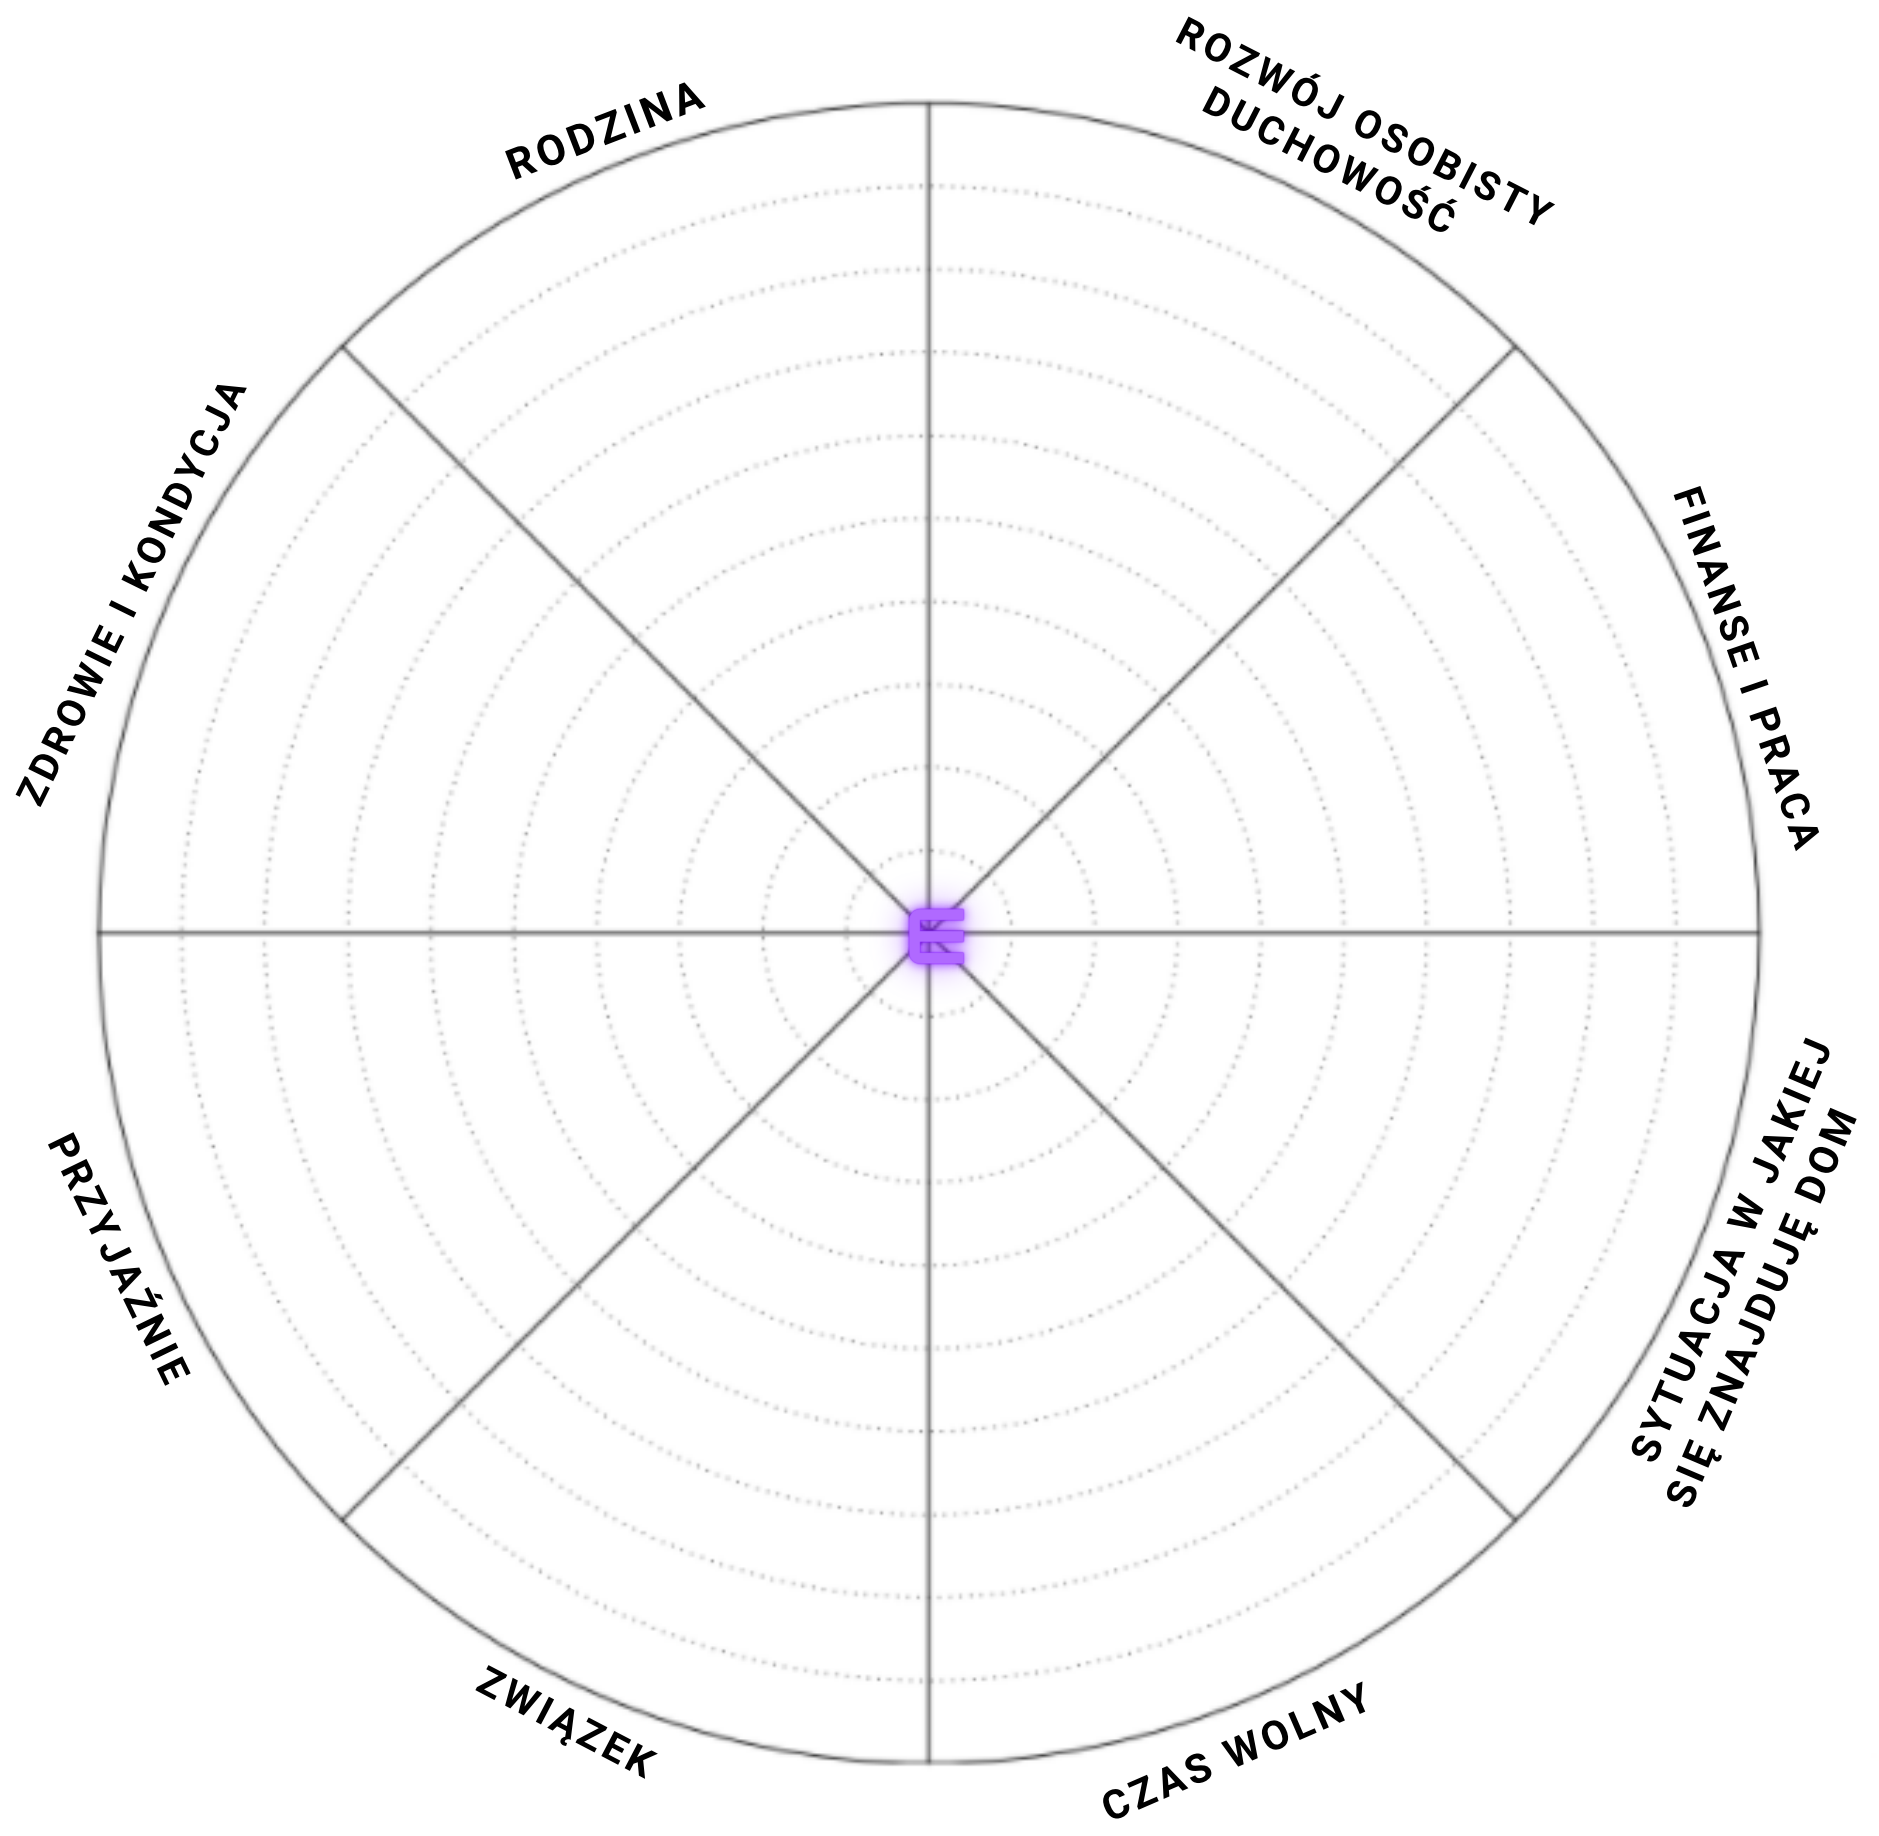 ROZWÓJ OSOBISTY
DUCHOWOŚĆ
RODZINA
FINANSE I PRACA
ZDROWIE I KONDYCJA
SYTUACJA W JAKIEJ
SIĘ ZNAJDUJĘ DOM
PRZYJAŹNIE
ZWIĄZEK
CZAS WOLNY